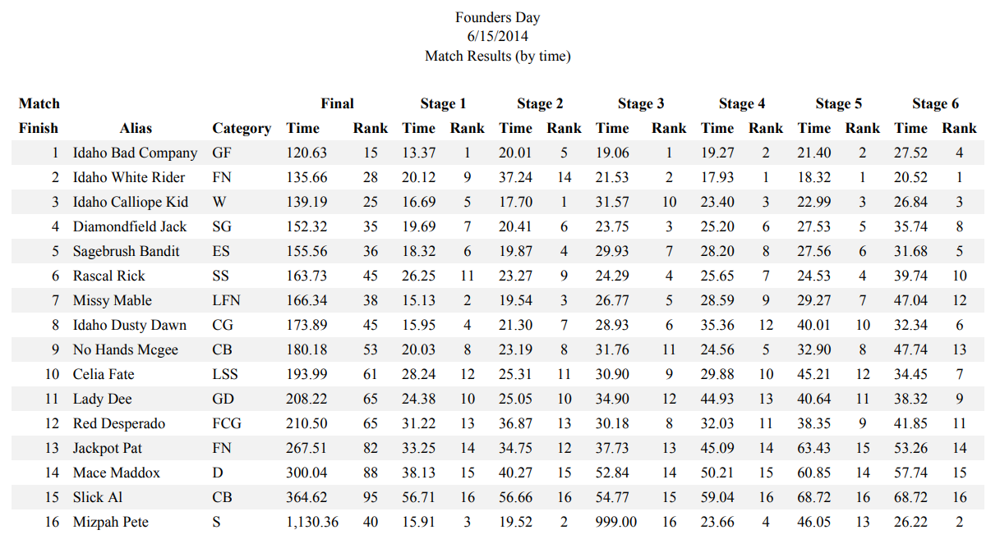 Founders Day
6/15/2014
Match Results (by time)
Match Final Stage 1 Stage 2 Stage 3 Stage 4 Stage 5 Stage 6
Finish Alias Category Time Rank Time Rank Time Rank Time Rank Time Rank Time Rank Time Rank
1 Idaho Bad Company GF 120.63 15 13.37 1 20.01 5 19.06 1 19.27 2 21.40 2 27.52 4
2 Idaho White Rider FN 135.66 28 20.12 9 37.24 14 21.53 2 17.93 1 18.32 1 20.52 1
3 Idaho Calliope Kid W 139.19 25 16.69 5 17.70 1 31.57 10 23.40 3 22.99 3 26.84 3
4 Diamondfield Jack SG 152.32 35 19.69 7 20.41 6 23.75 3 25.20 6 27.53 5 35.74 8
5 Sagebrush Bandit ES 155.56 36 18.32 6 19.87 4 29.93 7 28.20 8 27.56 6 31.68 5
6 Rascal Rick SS 163.73 45 26.25 11 23.27 9 24.29 4 25.65 7 24.53 4 39.74 10
7 Missy Mable LFN 166.34 38 15.13 2 19.54 3 26.77 5 28.59 9 29.27 7 47.04 12
8 Idaho Dusty Dawn CG 173.89 45 15.95 4 21.30 7 28.93 6 35.36 12 40.01 10 32.34 6
9 No Hands Mcgee CB 180.18 53 20.03 8 23.19 8 31.76 11 24.56 5 32.90 8 47.74 13
10 Celia Fate LSS 193.99 61 28.24 12 25.31 11 30.90 9 29.88 10 45.21 12 34.45 7
11 Lady Dee GD 208.22 65 24.38 10 25.05 10 34.90 12 44.93 13 40.64 11 38.32 9
12 Red Desperado FCG 210.50 65 31.22 13 36.87 13 30.18 8 32.03 11 38.35 9 41.85 11
13 Jackpot Pat FN 267.51 82 33.25 14 34.75 12 37.73 13 45.09 14 63.43 15 53.26 14
14 Mace Maddox D 300.04 88 38.13 15 40.27 15 52.84 14 50.21 15 60.85 14 57.74 15
15 Slick Al CB 364.62 95 56.71 16 56.66 16 54.77 15 59.04 16 68.72 16 68.72 16
16 Mizpah Pete S 1,130.36 40 15.91 3 19.52 2 999.00 16 23.66 4 46.05 13 26.22 2